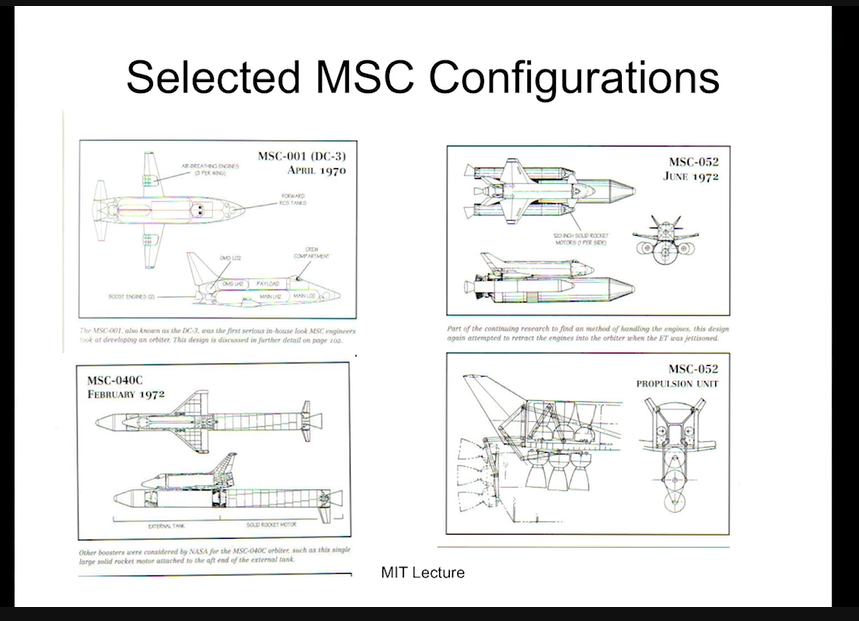 Selected MSC Configurations
MSC-001 (DC-3)
APRIL 1970
AIR-BREATHING ENGINES
(3 PER WING)
FORWARD
RCS TANKS
OMS LO2
CREW
COMPARTMENT
OMS LH2
PAYLOAD
BOOST ENGINES (2)
MAIN LH2
MAIN LO2
The MSC-001, also known as the DC-3, was the first serious in-house look MSC engineers
took at developing an orbiter. This design is discussed in further detail on page 102.
MSC-040C
FEBRUARY 1972
EXTERNAL TANK
SOLID ROCKET MOTOR
Other boosters were considered by NASA for the MSC-040C orbiter, such as this single
large solid rocket motor attached to the aft end of the external tank.
MSC-052
JUNE 1972
120-INCH SOLID ROCKET
MOTORS (1 PER SIDE)
Part of the continuing research to find an method of handling the engines, this design
again attempted to retract the engines into the orbiter when the ET was jettisoned.
MSC-052
PROPULSION UNIT
MIT Lecture